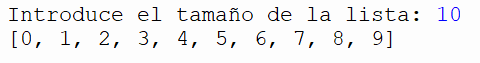 Introduce el tamaño de la lista: 10
[0, 1, 2, 3, 4, 5, 6, 7, 8, 9]